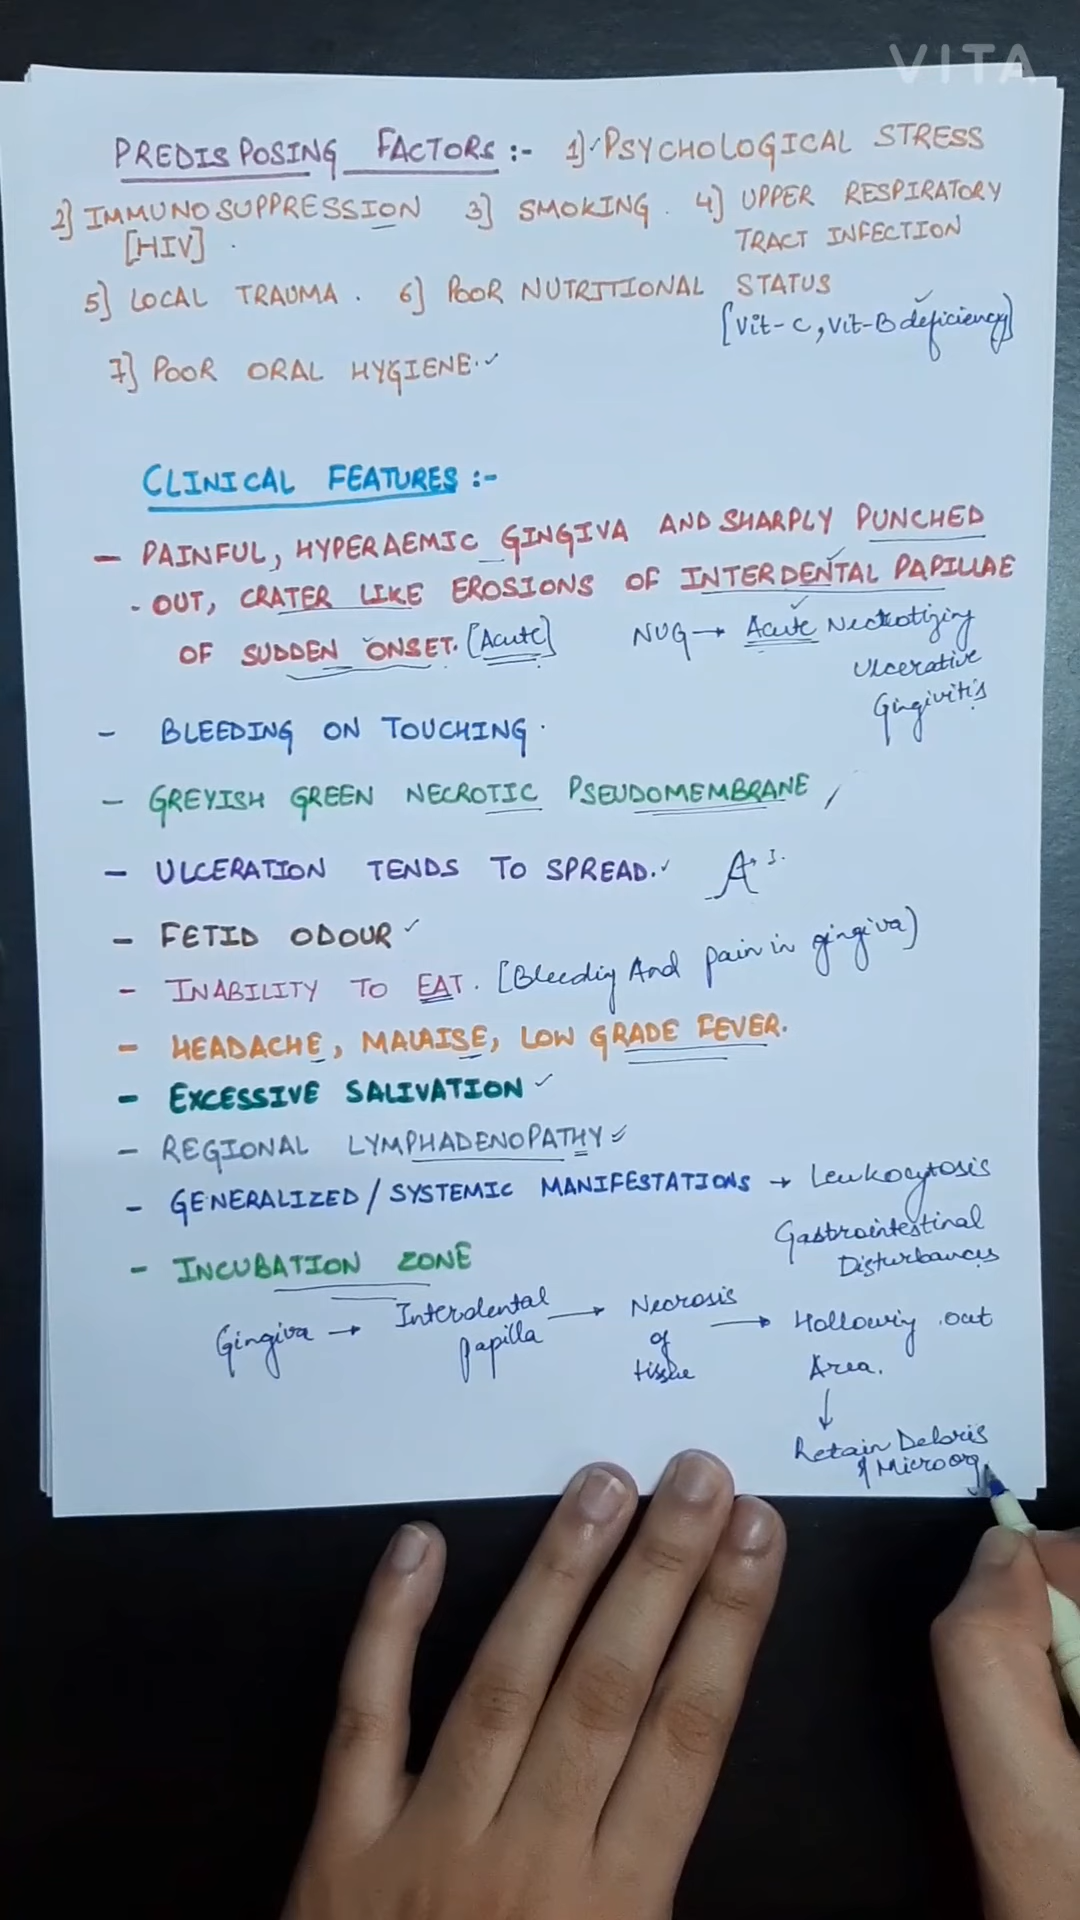 VITA
PREDISPOSING FACTORS :- 1] PSYCHOLOGICAL STRESS
2] IMMUNOSUPPRESSION 3] SMOKING. 4] UPPER RESPIRATORY
[HIV]. TRACT INFECTION
5] LOCAL TRAUMA. 6] POOR NUTRITIONAL STATUS
[Vit-C, Vit-B deficiency]
7] POOR ORAL HYGIENE.
CLINICAL FEATURES :-
- PAINFUL, HYPERAEMIC GINGIVA AND SHARPLY PUNCHED
- OUT, CRATER LIKE EROSIONS OF INTERDENTAL PAPILLAE
OF SUDDEN ONSET. [Acute] NUG → Acute Necrotizing
Ulcerative
Gingivitis
- BLEEDING ON TOUCHING.
- GREYISH GREEN NECROTIC PSEUDOMEMBRANE
- ULCERATION TENDS TO SPREAD.
- FETID ODOUR
- INABILITY TO EAT. [Bleedig And pain in gingiva)
- HEADACHE, MALAISE, LOW GRADE FEVER.
- EXCESSIVE SALIVATION
- REGIONAL LYMPHADENOPATHY
- GENERALIZED/SYSTEMIC MANIFESTATIONS → Leukocytosis
Gastrointestinal
Disturbances
- INCUBATION ZONE
Gingiva → Interdental papilla → Necrosis of tissue → Hollowig out Area.
↓
Retain Debris
& Microorg